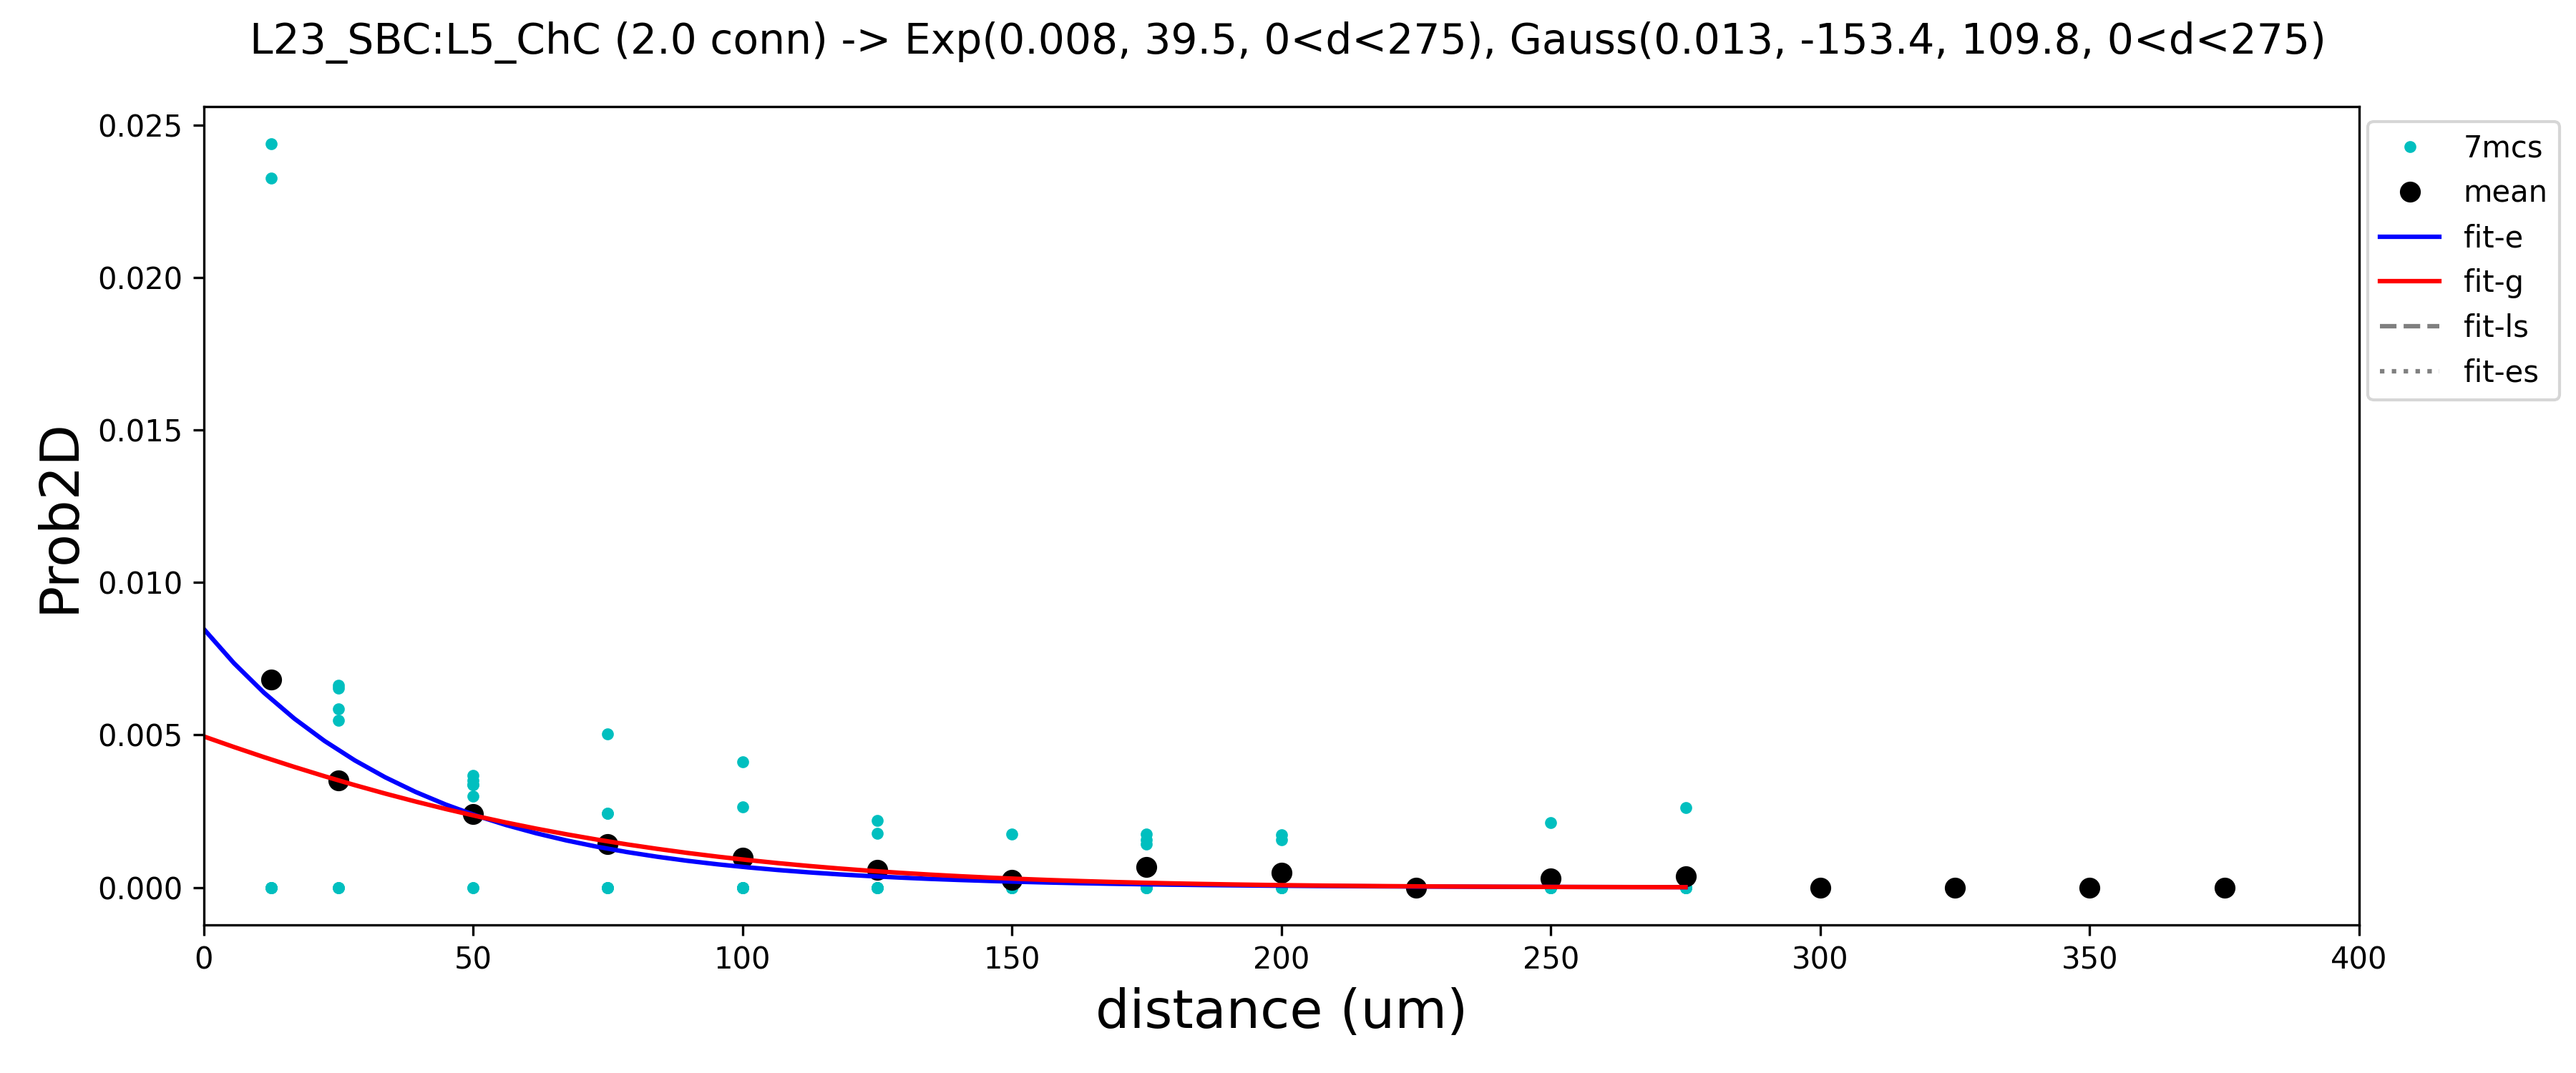 L23_SBC:L5_ChC (2.0 conn) -> Exp(0.008, 39.5, 0<d<275), Gauss(0.013, -153.4, 109.8, 0<d<275)
0.025
0.020
0.015
0.010
0.005
0.000
Prob2D
0 50 100 150 200 250 300 350 400
distance (um)
7mcs
mean
fit-e
fit-g
fit-ls
fit-es